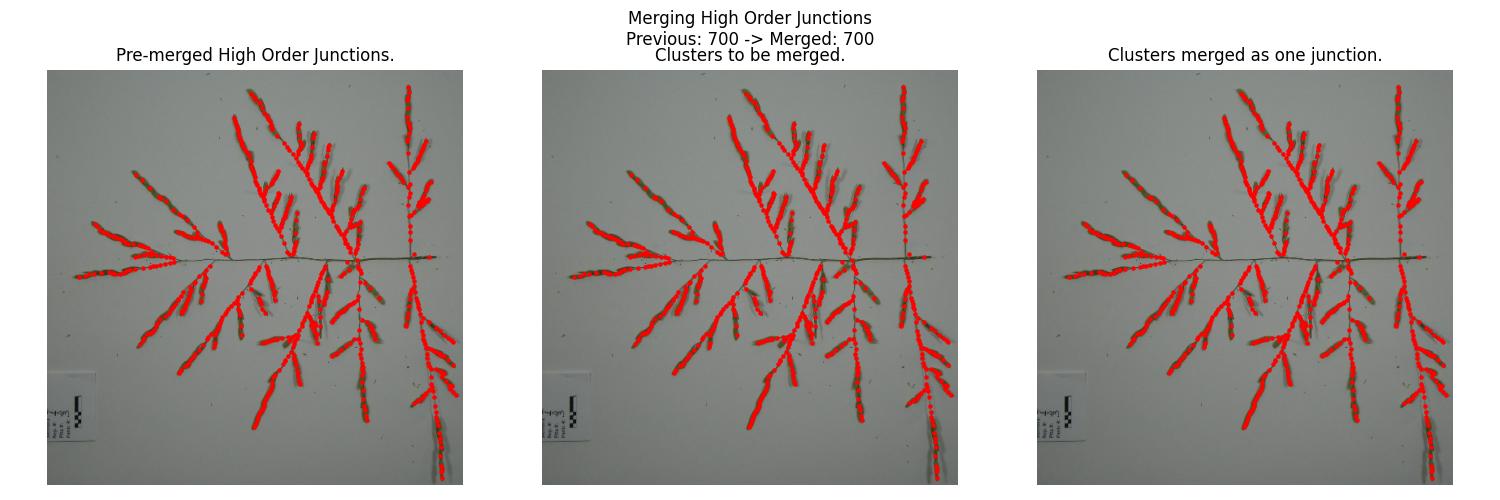 Merging High Order Junctions
Previous: 700 -> Merged: 700
Pre-merged High Order Junctions.
Clusters to be merged.
Clusters merged as one junction.